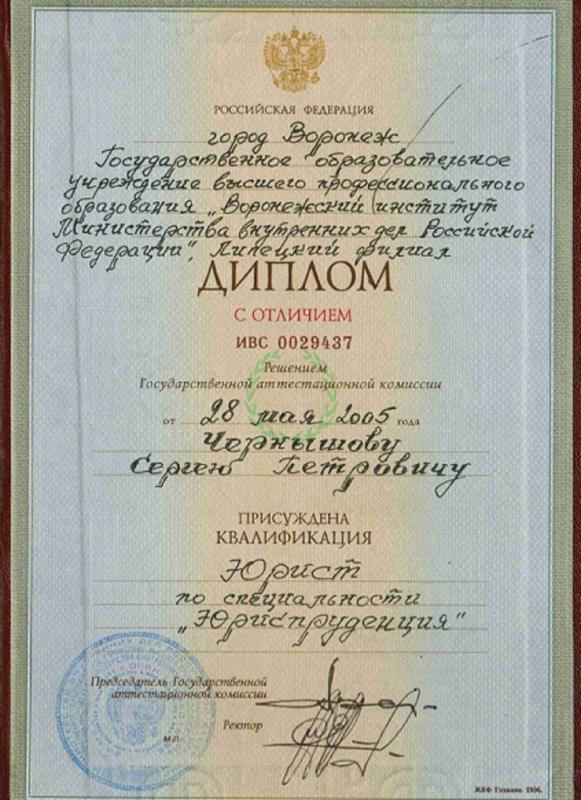 РОССИЙСКАЯ ФЕДЕРАЦИЯ
город Воронеж
Государственное образовательное
учреждение высшего профессионального
образования „Воронежский институт
Министерства внутренних дел Российской
Федерации", Липецкий филиал
ДИПЛОМ
С ОТЛИЧИЕМ
ИВС 0029437
Решением
Государственной аттестационной комиссии
от 28 мая 2005 года
Чернышову
Сергею Петровичу
ПРИСУЖДЕНА
КВАЛИФИКАЦИЯ
Юрист
по специальности
„Юриспруденция"
Председатель Государственной
аттестационной комиссии
Ректор
М.П.